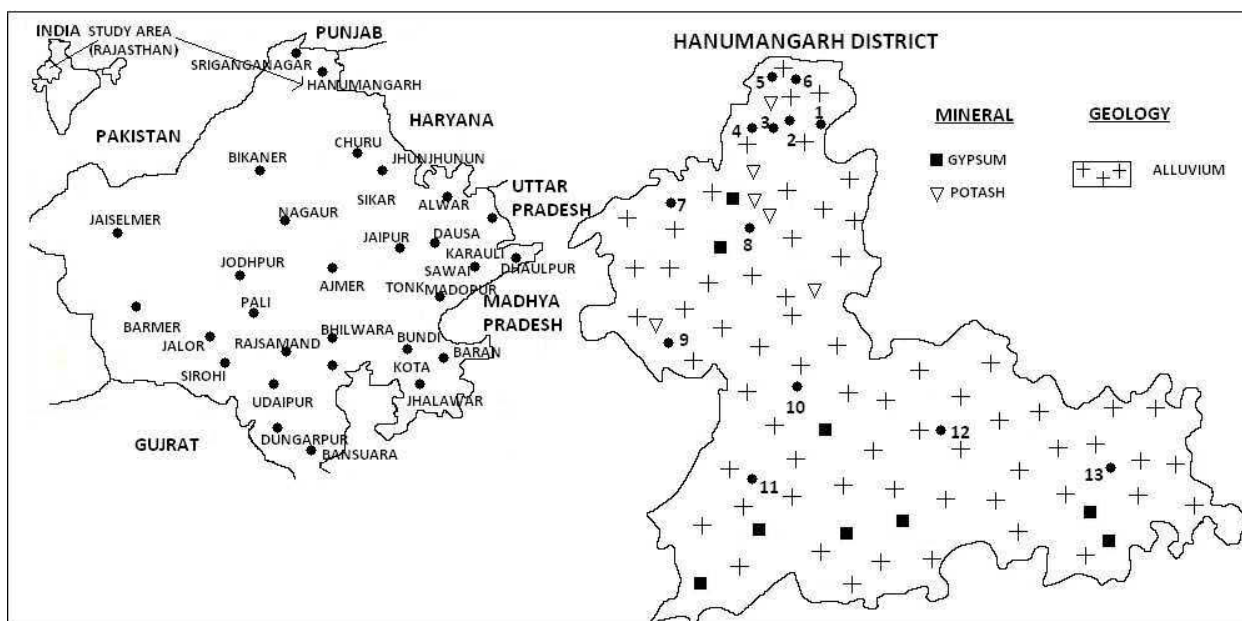 INDIA
STUDY AREA
(RAJASTHAN)
PUNJAB
SRIGANGANAGAR
HANUMANGARH
PAKISTAN
HARYANA
CHURU
BIKANER
JHUNJHUNUN
SIKAR
ALWAR
UTTAR
PRADESH
NAGAUR
JAISELMER
JAIPUR
DAUSA
KARAULI
JODHPUR
SAWAI
DHAULPUR
AJMER
TONK
MADOPUR
PALI
MADHYA
PRADESH
BARMER
BHILWARA
BUNDI
JALOR
RAJSAMAND
BARAN
SIROHI
KOTA
UDAIPUR
JHALAWAR
GUJRAT
DUNGARPUR
BANSUARA
HANUMANGARH DISTRICT
5
6
1
4
3
2
7
8
9
10
12
11
13
MINERAL
GYPSUM
POTASH
GEOLOGY
ALLUVIUM